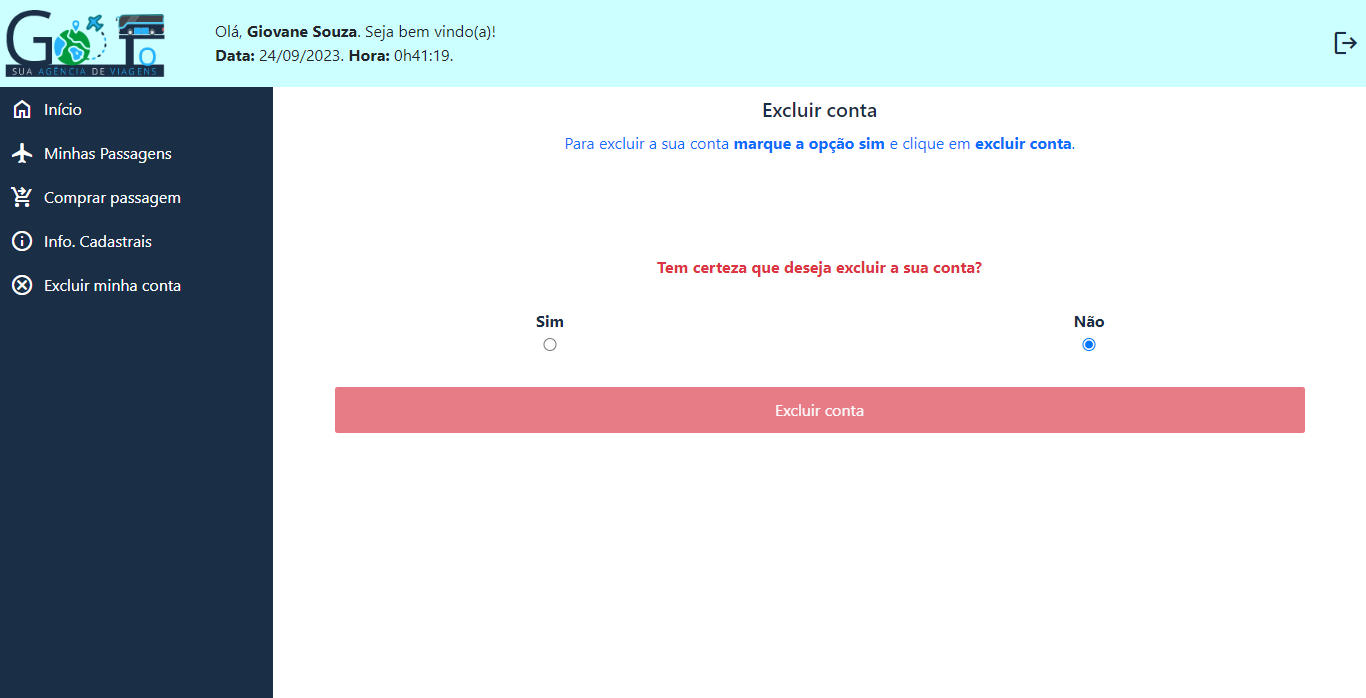 GO TO
SUA AGÊNCIA DE VIAGENS
Olá, Giovane Souza. Seja bem vindo(a)!
Data: 24/09/2023. Hora: 0h41:19.
Início
Minhas Passagens
Comprar passagem
Info. Cadastrais
Excluir minha conta
Excluir conta
Para excluir a sua conta marque a opção sim e clique em excluir conta.
Tem certeza que deseja excluir a sua conta?
Sim
Não
Excluir conta